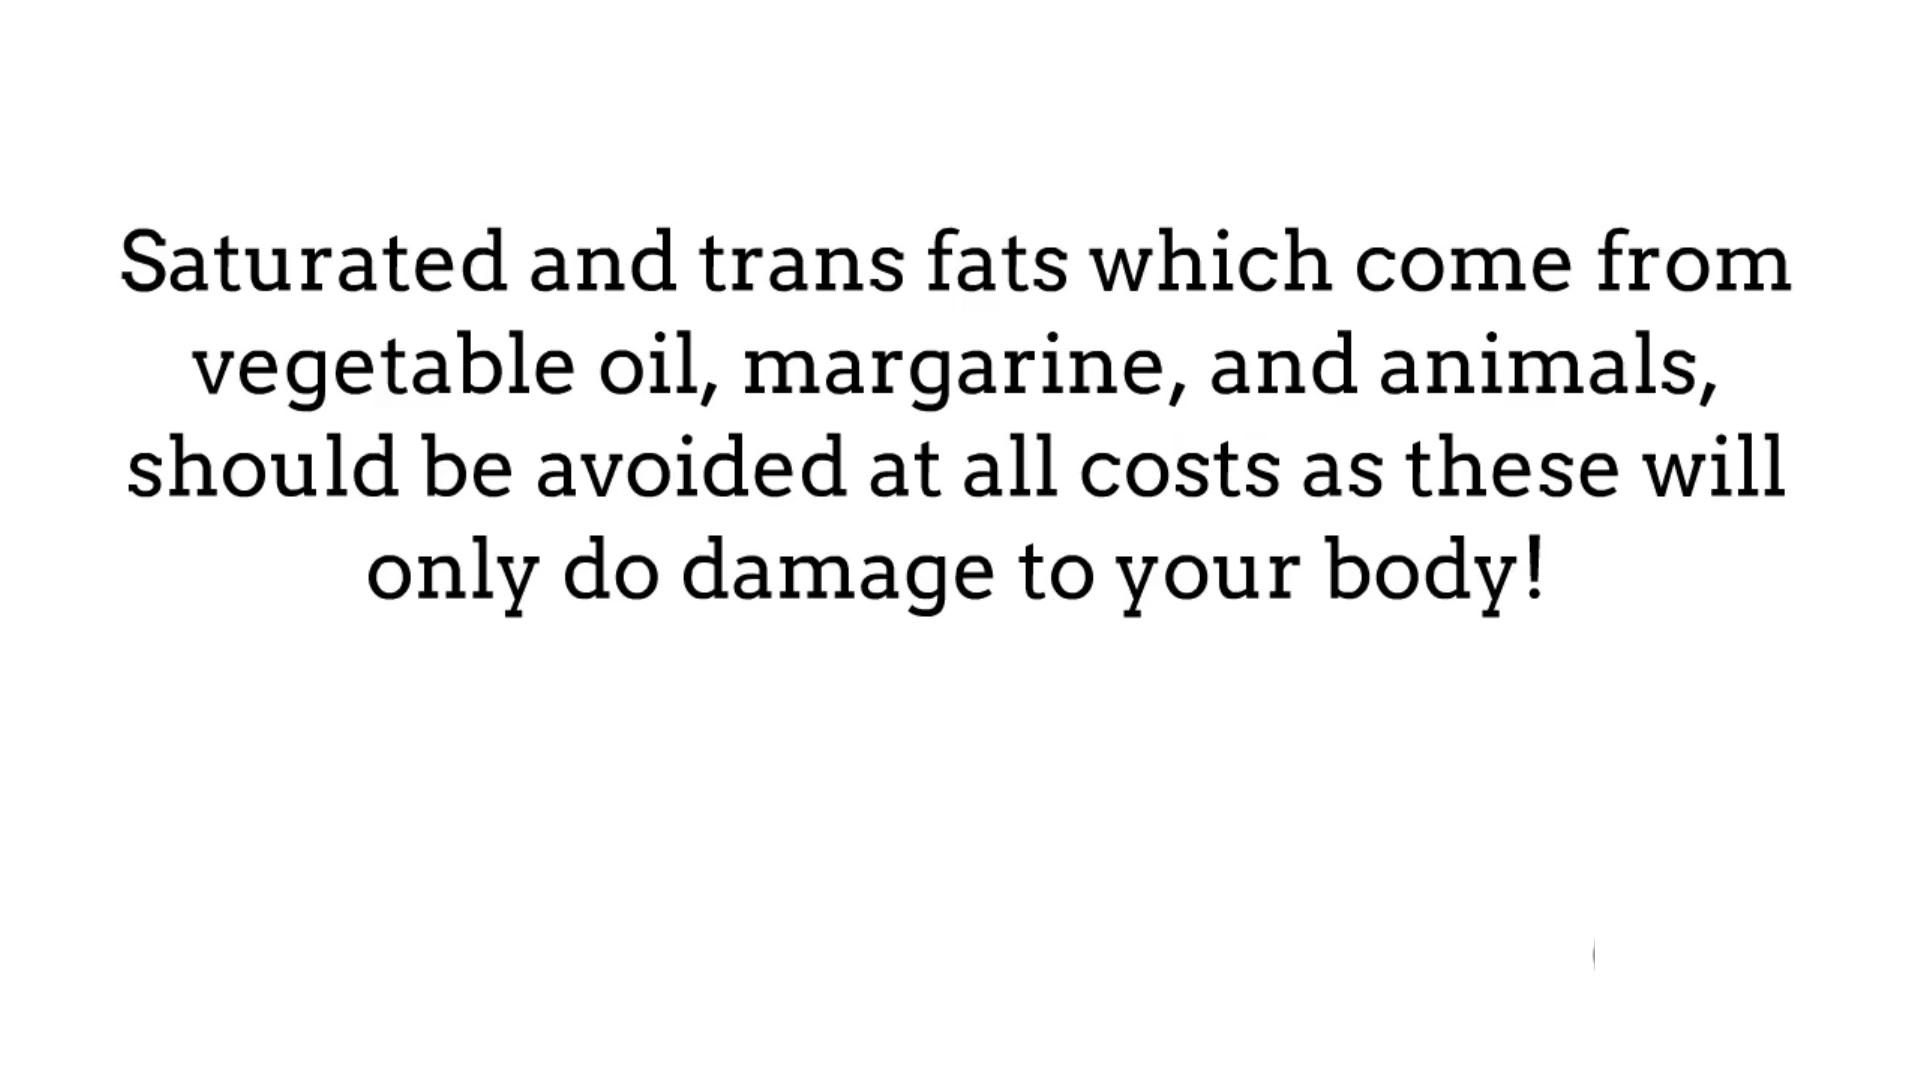 Saturated and trans fats which come from
vegetable oil, margarine, and animals,
should be avoided at all costs as these will
only do damage to your body!